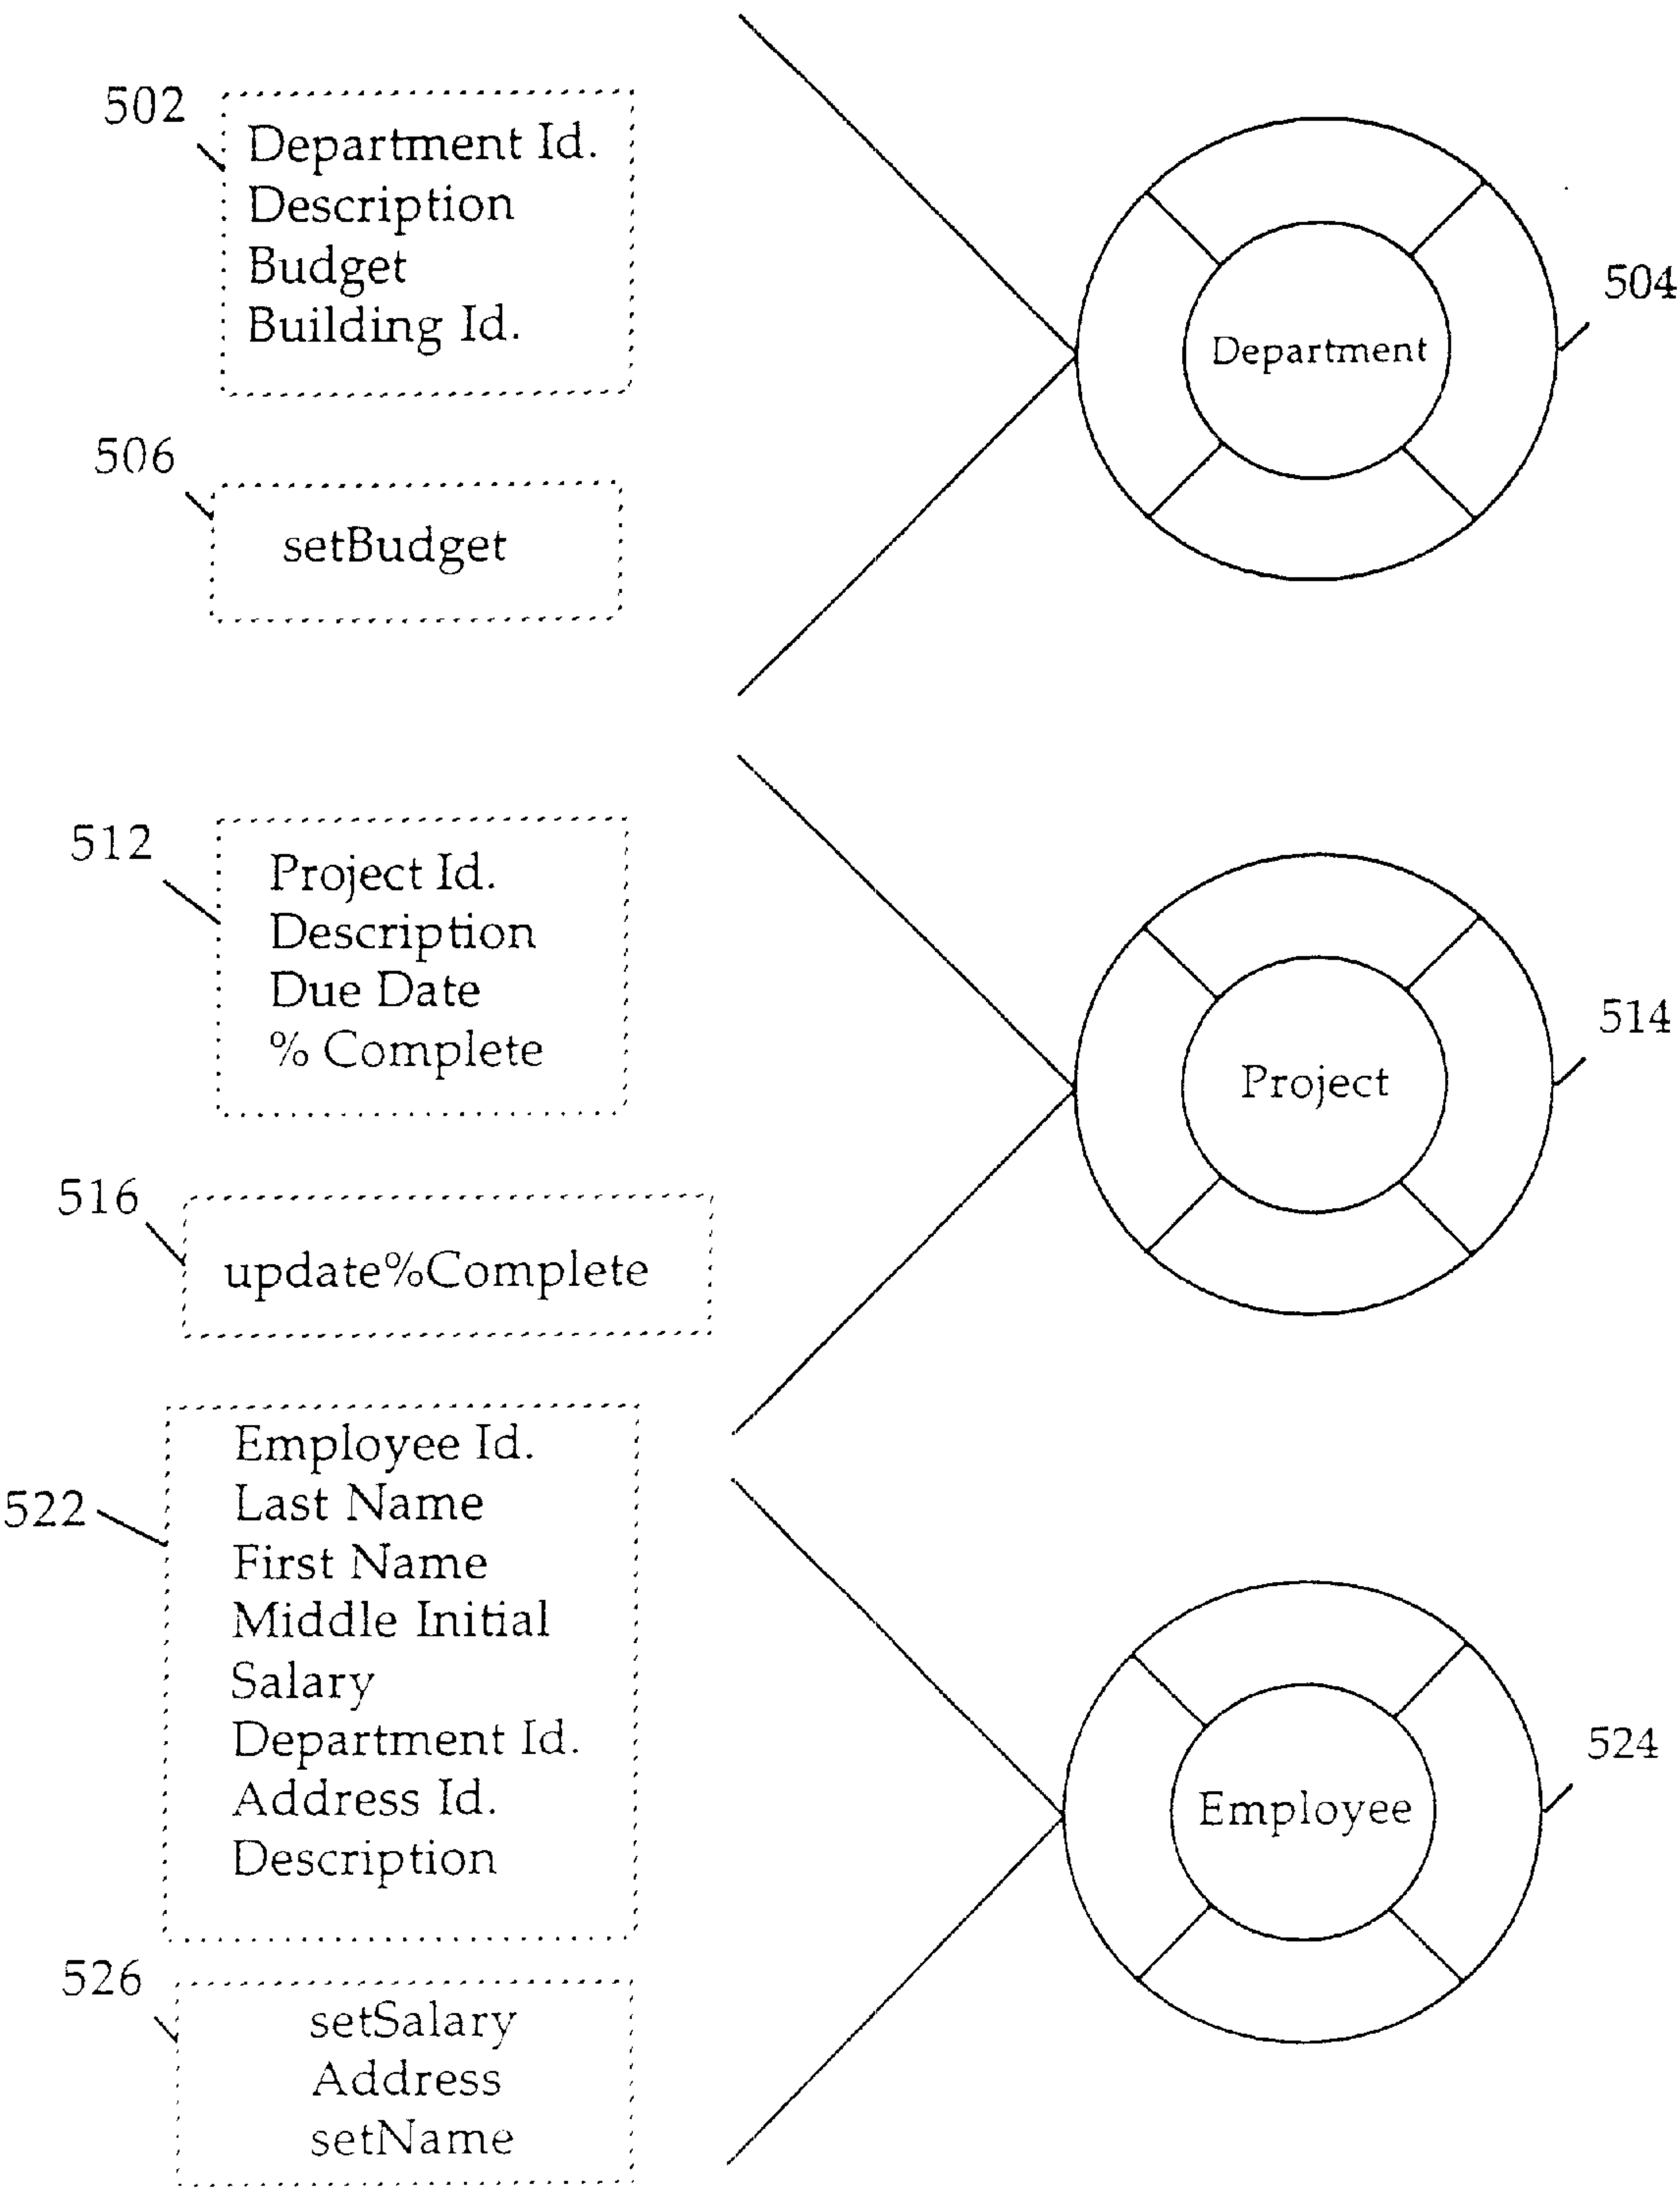 502
Department Id.
Description
Budget
Building Id.
504
Department
506
setBudget
512
Project Id.
Description
Due Date
% Complete
514
Project
516
update%Complete
522
Employee Id.
Last Name
First Name
Middle Initial
Salary
Department Id.
Address Id.
Description
524
Employee
526
setSalary
Address
setName